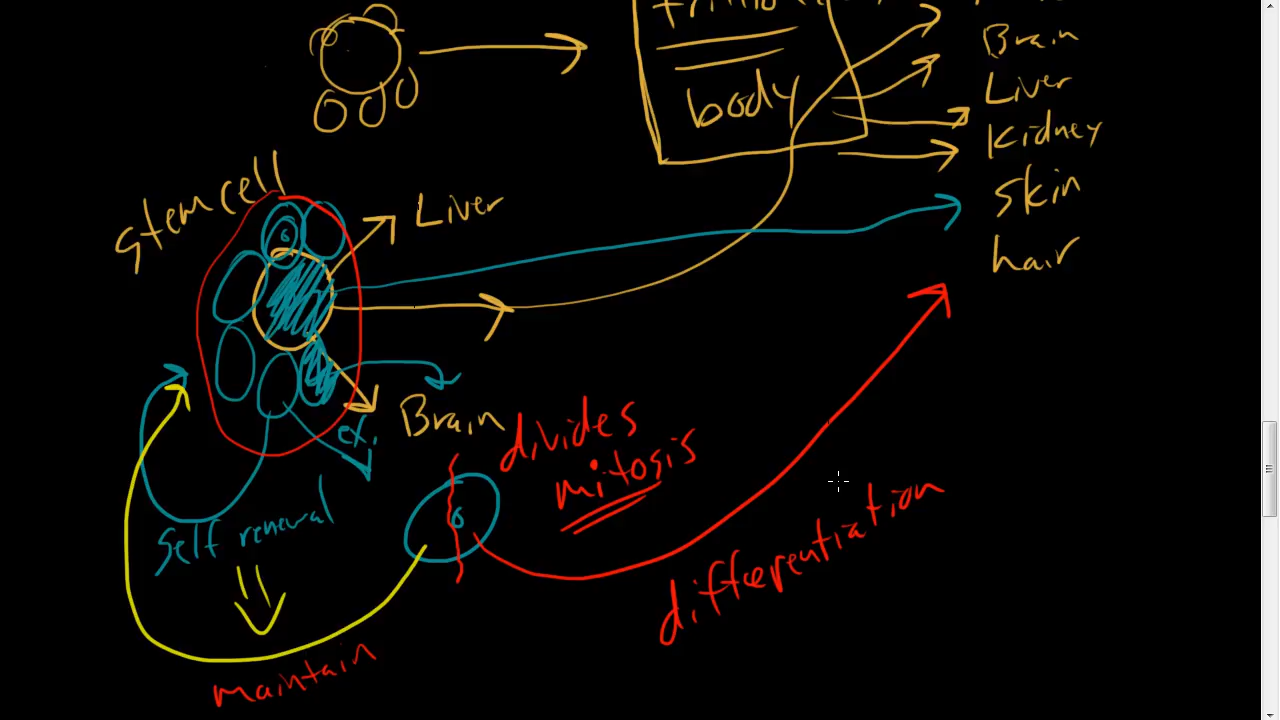 body
Brain
Liver
Kidney
skin
hair
stem cell
Liver
Brain
ex.
divides
mitosis
self renewal
differentiation
maintain